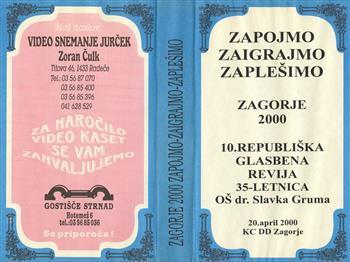 Naš naslov:
VIDEO SNEMANJE JURČEK
Zoran Čulk
Titova 46, 1433 Radeče
Tel.: 03 56 87 070
03 56 85 400
03 56 85 396
041 628 529
ZA NAROČILO
VIDEO KASET
SE VAM
ZAHVALJUJEMO
GOSTIŠČE STRNAD
Hotemež 6
tel.: 03 56 85 036
Se priporoča!
ZAGORJE 2000 ZAPOJMO-ZAIGRAJMO-ZAPLEŠIMO
ZAPOJMO
ZAIGRAJMO
ZAPLEŠIMO
ZAGORJE
2000
10.REPUBLIŠKA
GLASBENA
REVIJA
35-LETNICA
OŠ dr. Slavka Gruma
20.april 2000
KC DD Zagorje